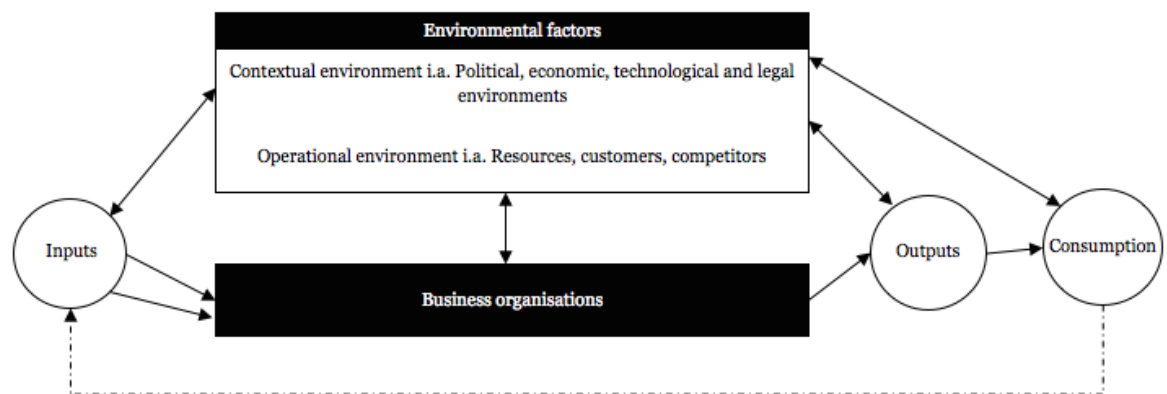 Environmental factors
Contextual environment i.a. Political, economic, technological and legal
environments
Operational environment i.a. Resources, customers, competitors
Inputs
Business organisations
Outputs
Consumption